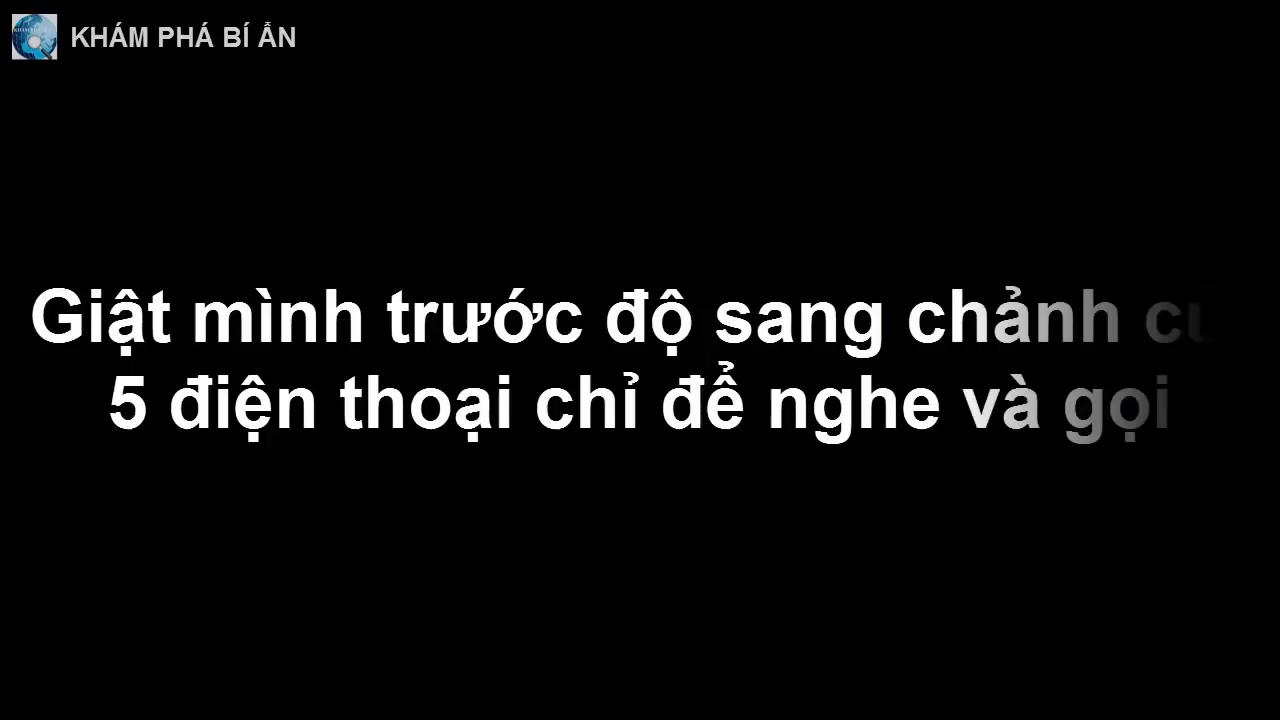 KHÁM PHÁ BÍ ẨN
Giật mình trước độ sang chảnh
5 điện thoại chỉ để nghe và gọi